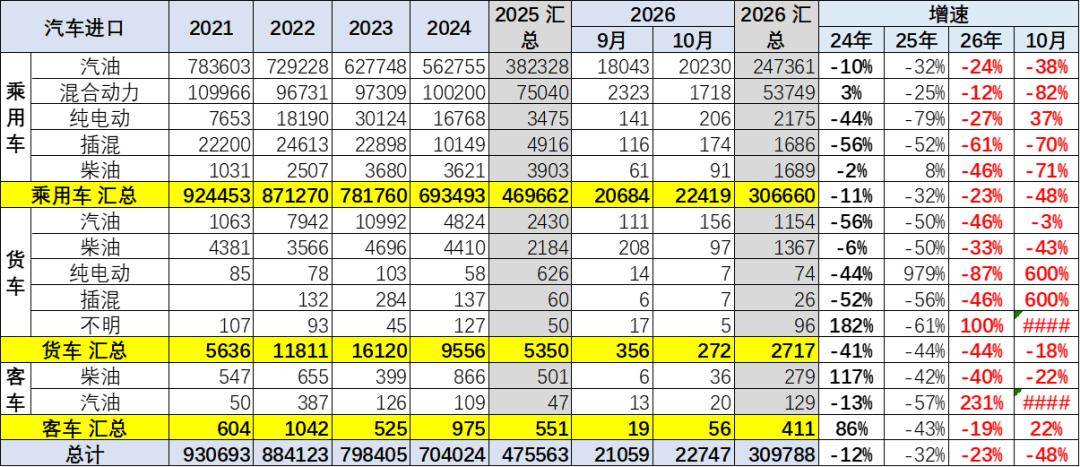 汽车进口 2021 2022 2023 2024 2025 汇总 2026 2026 汇总 增速
9月 10月 24年 25年 26年 10月
乘用车
汽油 783603 729228 627748 562755 382328 18043 20230 247361 -10% -32% -24% -38%
混合动力 109966 96731 97309 100200 75040 2323 1718 53749 3% -25% -12% -82%
纯电动 7653 18190 30124 16768 3475 141 206 2175 -44% -79% -27% 37%
插混 22200 24613 22898 10149 4916 116 174 1686 -56% -52% -61% -70%
柴油 1031 2507 3680 3621 3903 61 91 1689 -2% 8% -46% -71%
乘用车 汇总 924453 871270 781760 693493 469662 20684 22419 306660 -11% -32% -23% -48%
货车
汽油 1063 7942 10992 4824 2430 111 156 1154 -56% -50% -46% -3%
柴油 4381 3566 4696 4410 2184 208 97 1367 -6% -50% -33% -43%
纯电动 85 78 103 58 626 14 7 74 -44% 979% -87% 600%
插混 132 284 137 60 6 7 26 -52% -56% -46% 600%
不明 107 93 45 127 50 17 5 96 182% -61% 100% ####
货车 汇总 5636 11811 16120 9556 5350 356 272 2717 -41% -44% -44% -18%
客车
柴油 547 655 399 866 501 6 36 279 117% -42% -40% -22%
汽油 50 387 126 109 47 13 20 129 -13% -57% 231% ####
客车 汇总 604 1042 525 975 551 19 56 411 86% -43% -19% 22%
总计 930693 884123 798405 704024 475563 21059 22747 309788 -12% -32% -23% -48%